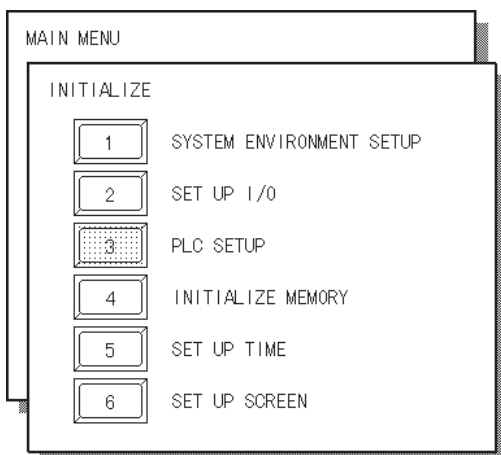 MAIN MENU
INITIALIZE
1 SYSTEM ENVIRONMENT SETUP
2 SET UP I/O
3 PLC SETUP
4 INITIALIZE MEMORY
5 SET UP TIME
6 SET UP SCREEN